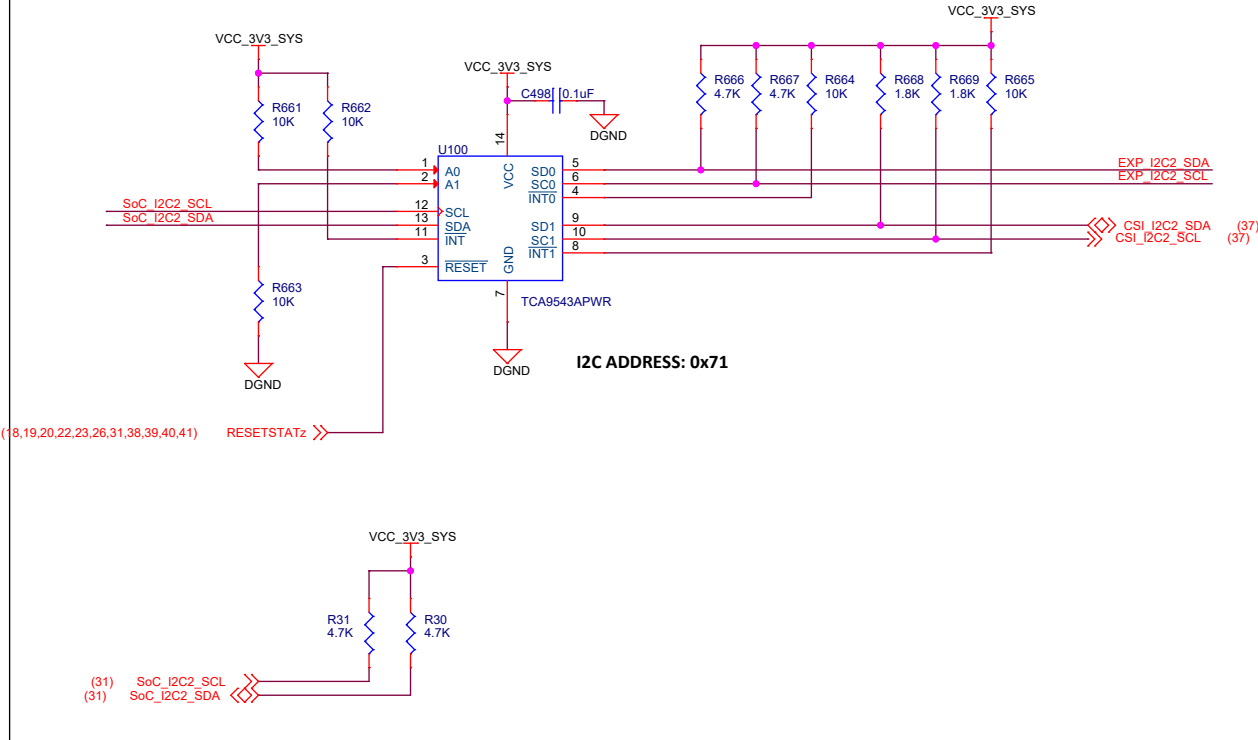 VCC_3V3_SYS
VCC_3V3_SYS
VCC_3V3_SYS
R661
10K
R662
10K
C498
0.1uF
DGND
R666
4.7K
R667
4.7K
R664
10K
R668
1.8K
R669
1.8K
R665
10K
U100
14
VCC
1
A0
2
A1
12
SCL
13
SDA
11
INT
3
RESET
5
SD0
6
SC0
4
INT0
9
SD1
10
SC1
8
INT1
GND
7
TCA9543APWR
SoC_I2C2_SCL
SoC_I2C2_SDA
EXP_I2C2_SDA
EXP_I2C2_SCL
CSI_I2C2_SDA (37)
CSI_I2C2_SCL (37)
R663
10K
DGND
DGND
I2C ADDRESS: 0x71
(18,19,20,22,23,26,31,38,39,40,41) RESETSTATz
VCC_3V3_SYS
R31
4.7K
R30
4.7K
(31) SoC_I2C2_SCL
(31) SoC_I2C2_SDA